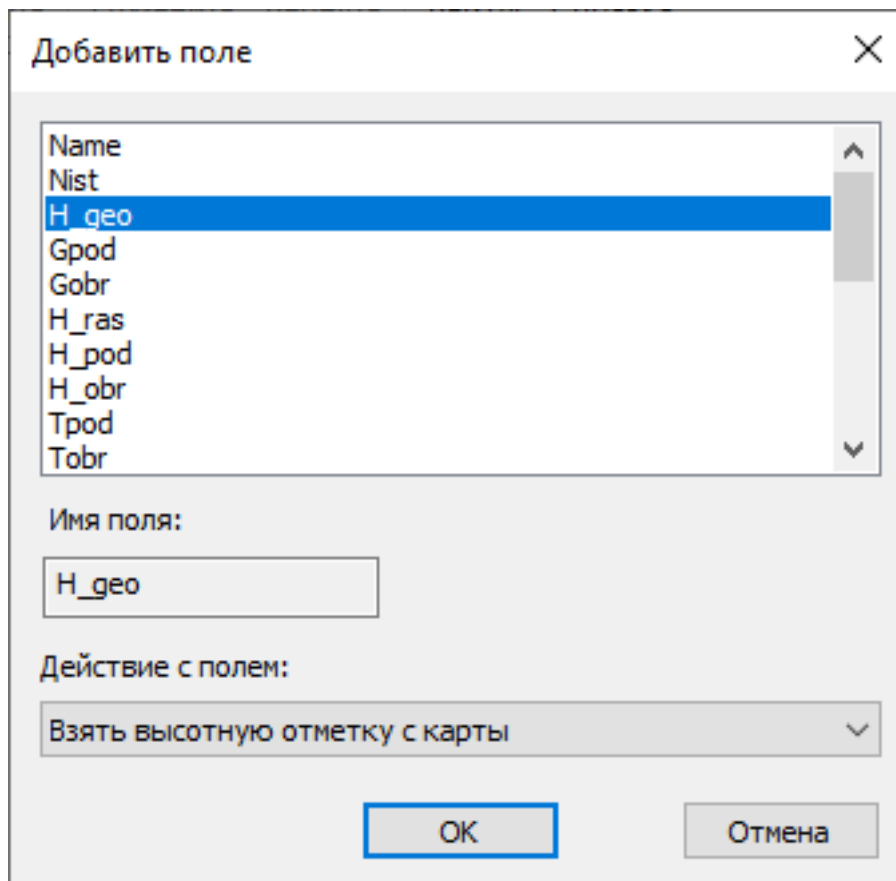 Добавить поле
Name
Nist
H_geo
Gpod
Gobr
H_ras
H_pod
H_obr
Tpod
Tobr
Имя поля:
H_geo
Действие с полем:
Взять высотную отметку с карты
OK
Отмена